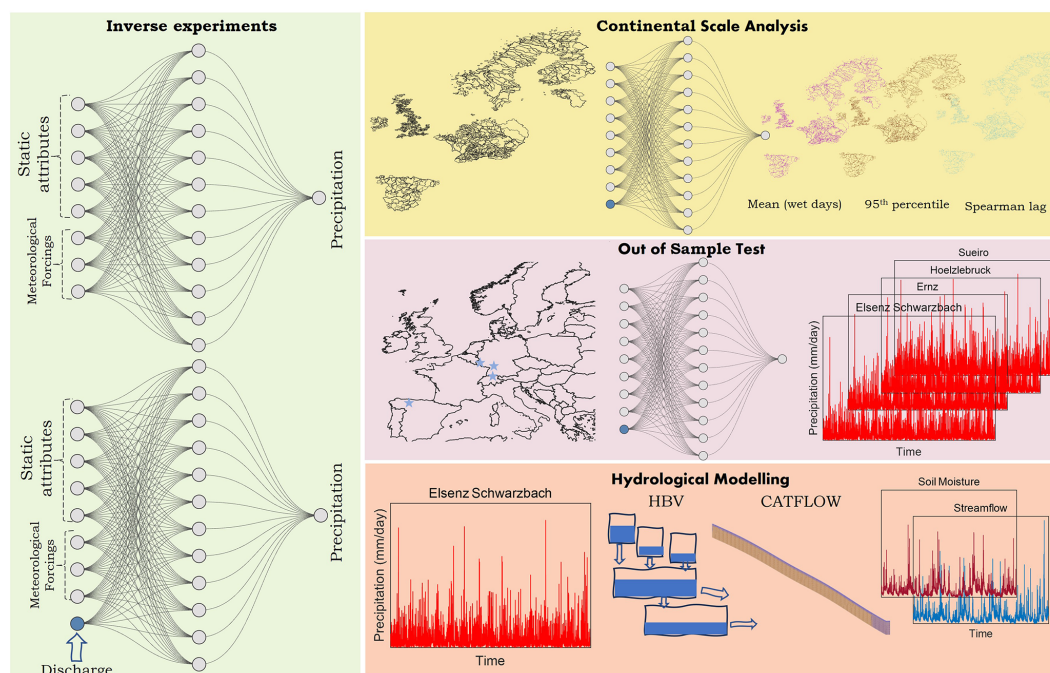 Inverse experiments
Static
attributes
Meteorological
Forcings
Precipitation
Static
attributes
Meteorological
Forcings
Precipitation
Discharge
Continental Scale Analysis
Mean (wet days)
95th percentile
Spearman lag
Out of Sample Test
Sueiro
Hoelzlebruck
Ernz
Elsenz Schwarzbach
Precipitation (mm/day)
Time
Hydrological Modelling
Elsenz Schwarzbach
Precipitation (mm/day)
Time
HBV
CATFLOW
Soil Moisture
Streamflow
Time